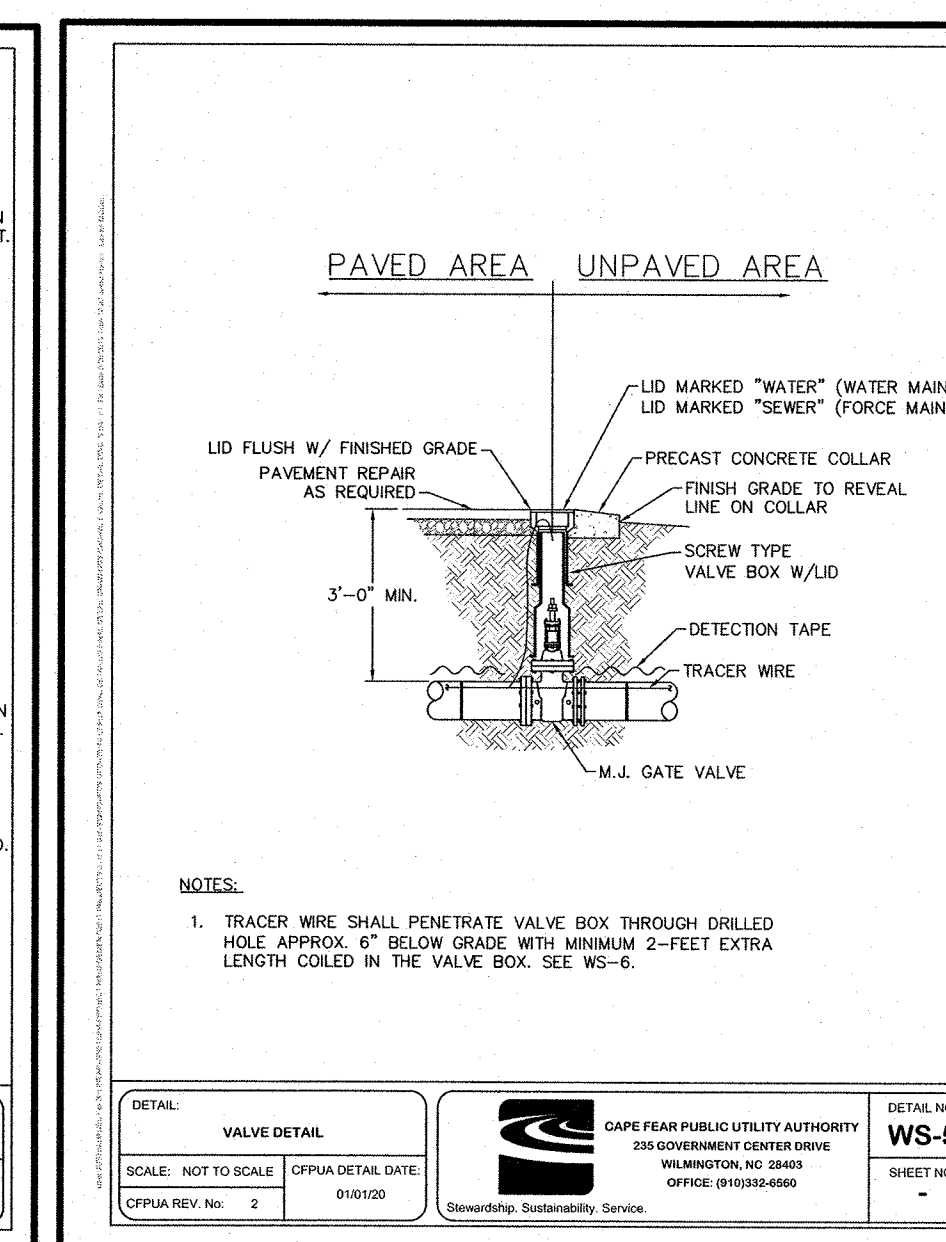 PAVED AREA
UNPAVED AREA
LID MARKED "WATER" (WATER MAIN
LID MARKED "SEWER" (FORCE MAIN
LID FLUSH W/ FINISHED GRADE
PAVEMENT REPAIR
AS REQUIRED
PRECAST CONCRETE COLLAR
FINISH GRADE TO REVEAL
LINE ON COLLAR
SCREW TYPE
VALVE BOX W/LID
3'-0" MIN.
DETECTION TAPE
TRACER WIRE
M.J. GATE VALVE
NOTES:
1. TRACER WIRE SHALL PENETRATE VALVE BOX THROUGH DRILLED
HOLE APPROX. 6" BELOW GRADE WITH MINIMUM 2-FEET EXTRA
LENGTH COILED IN THE VALVE BOX. SEE WS-6.
DETAIL:
VALVE DETAIL
SCALE: NOT TO SCALE
CFPUA DETAIL DATE:
01/01/20
CFPUA REV. No: 2
CAPE FEAR PUBLIC UTILITY AUTHORITY
235 GOVERNMENT CENTER DRIVE
WILMINGTON, NC 28403
OFFICE: (910)332-6560
Stewardship. Sustainability. Service.
DETAIL NO
WS-5
SHEET NO
-